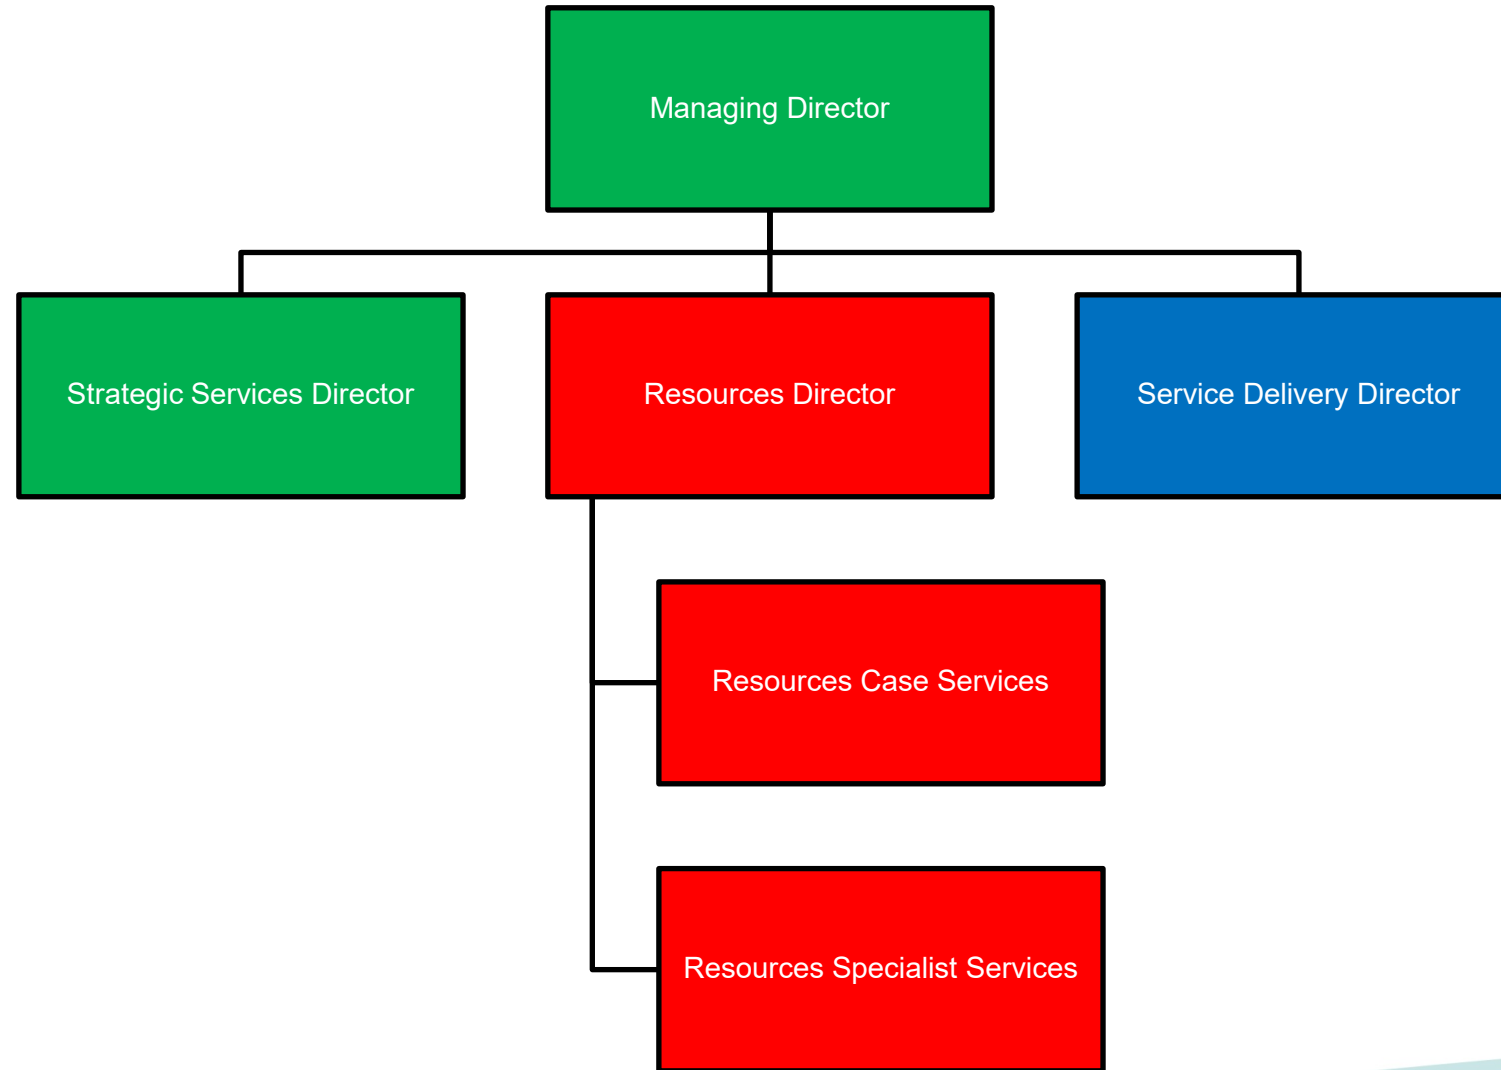 Managing Director
Strategic Services Director
Resources Director
Service Delivery Director
Resources Case Services
Resources Specialist Services